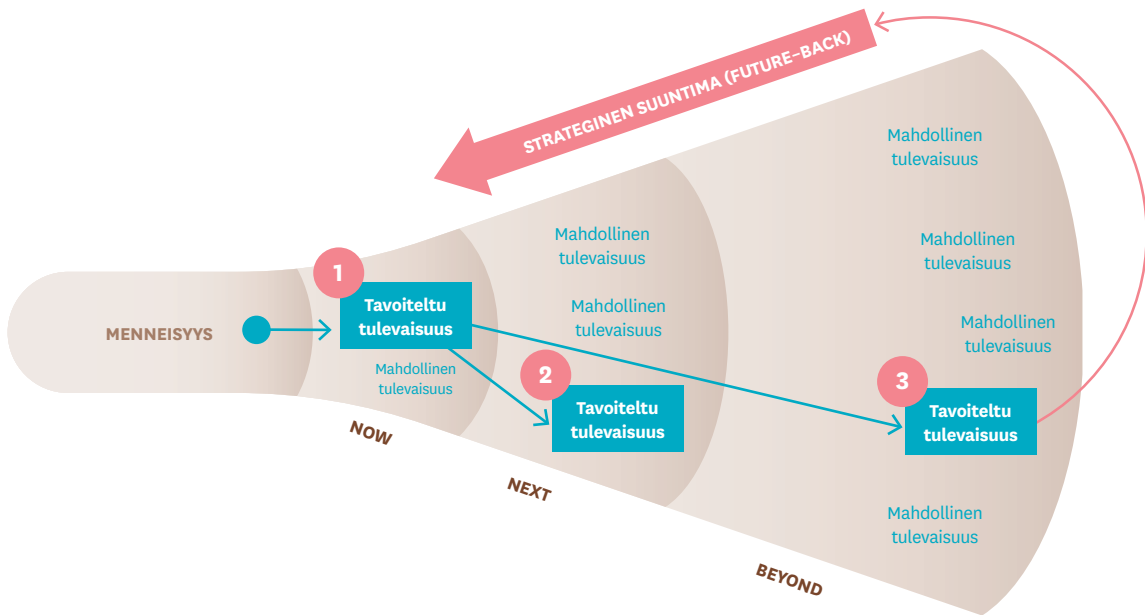 STRATEGINEN SUUNTIMA (FUTURE-BACK)
MENNEISYYS
1
Tavoiteltu
tulevaisuus
Mahdollinen
tulevaisuus
NOW
Mahdollinen
tulevaisuus
Mahdollinen
tulevaisuus
2
Tavoiteltu
tulevaisuus
NEXT
Mahdollinen
tulevaisuus
Mahdollinen
tulevaisuus
Mahdollinen
tulevaisuus
3
Tavoiteltu
tulevaisuus
Mahdollinen
tulevaisuus
BEYOND